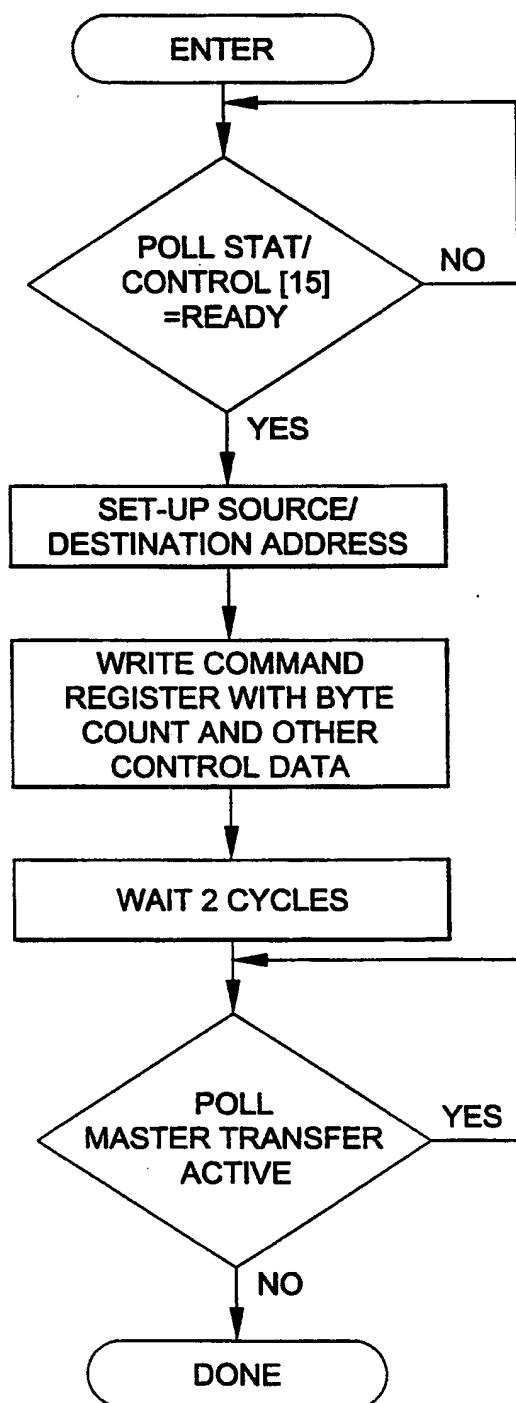 ENTER
POLL STAT/
CONTROL [15]
=READY
NO
YES
SET-UP SOURCE/
DESTINATION ADDRESS
WRITE COMMAND
REGISTER WITH BYTE
COUNT AND OTHER
CONTROL DATA
WAIT 2 CYCLES
POLL
MASTER TRANSFER
ACTIVE
YES
NO
DONE